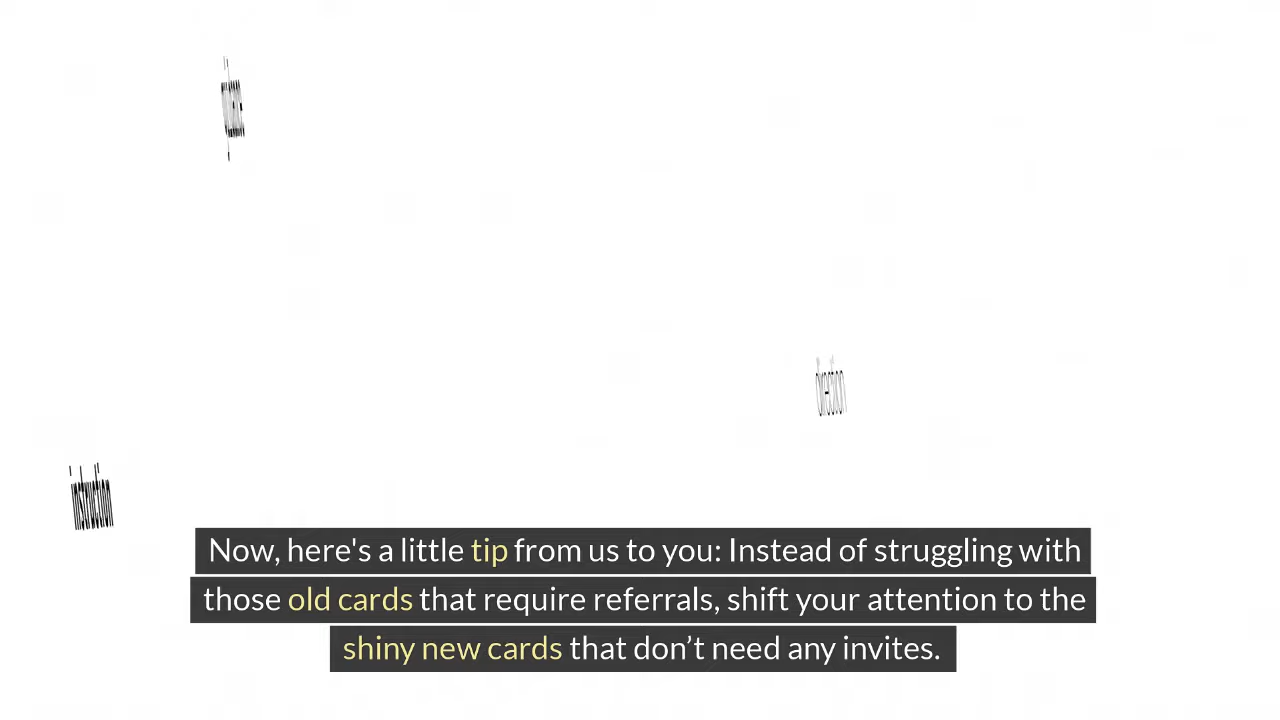 Now, here's a little tip from us to you: Instead of struggling with
those old cards that require referrals, shift your attention to the
shiny new cards that don’t need any invites.